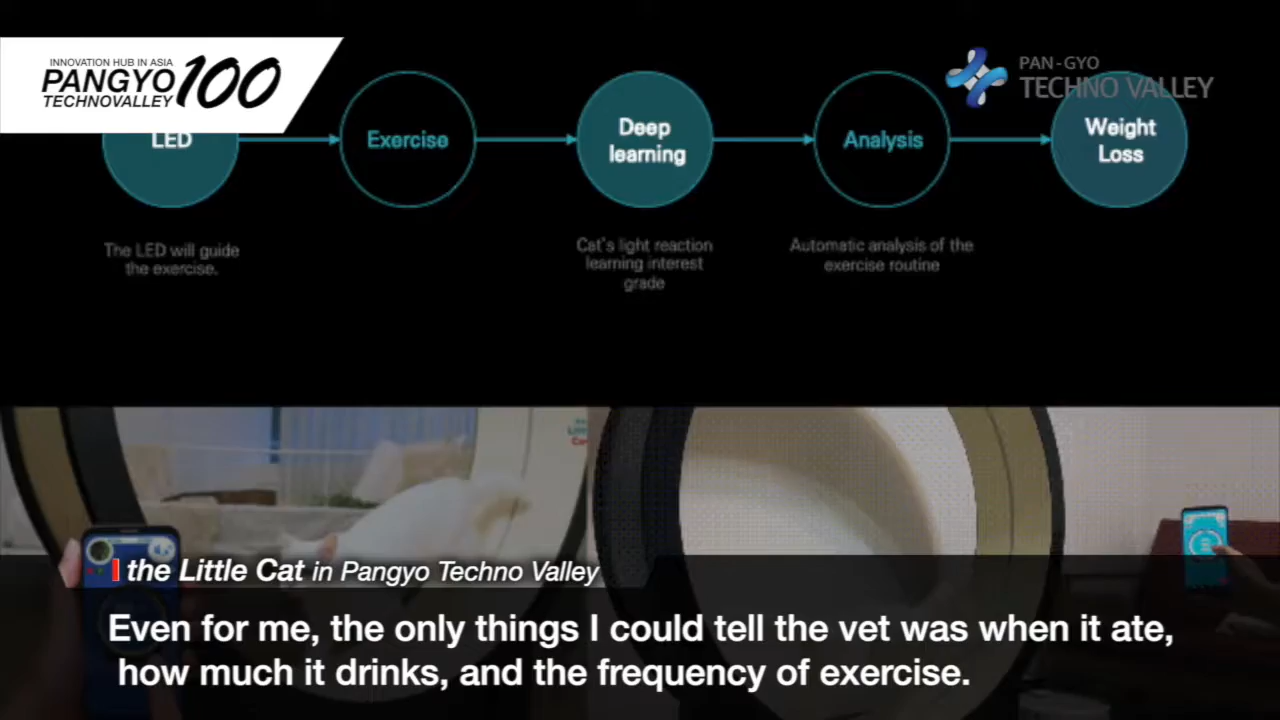 INNOVATION HUB IN ASIA
PANGYO 100
TECHNOVALLEY
PAN-GYO
TECHNO VALLEY
LED
Exercise
Deep
learning
Analysis
Weight
Loss
The LED will guide
the exercise.
Cat's light reaction
learning interest
grade
Automatic analysis of the
exercise routine
the Little Cat in Pangyo Techno Valley
Even for me, the only things I could tell the vet was when it ate,
how much it drinks, and the frequency of exercise.